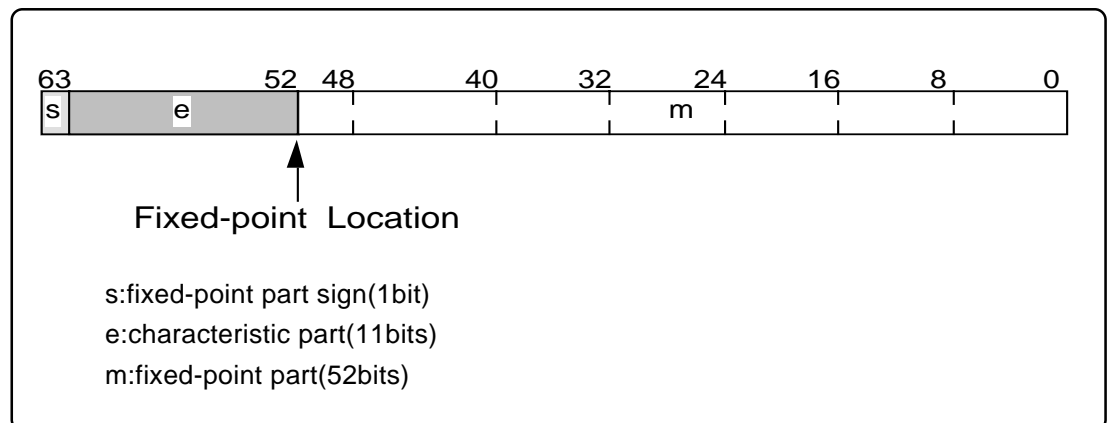 63 52 48 40 32 24 16 8 0
s e m
Fixed-point Location
s:fixed-point part sign(1bit)
e:characteristic part(11bits)
m:fixed-point part(52bits)